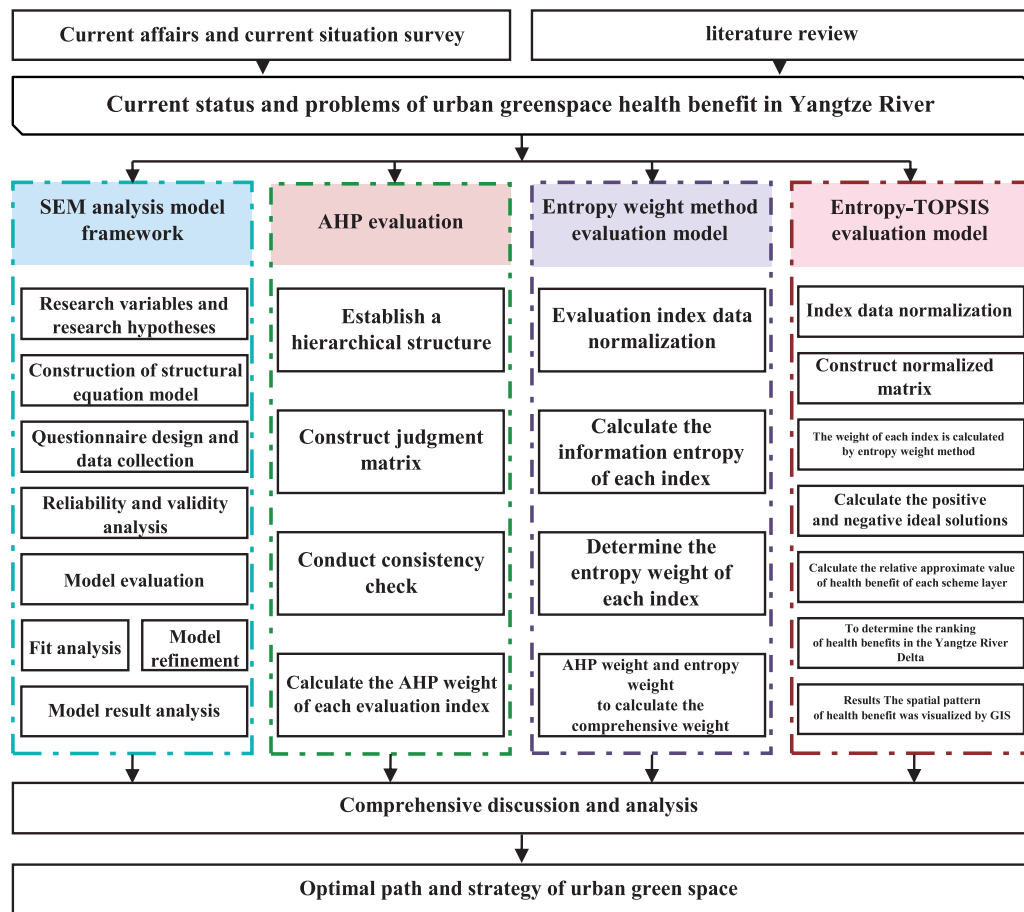 Current affairs and current situation survey
literature review
Current status and problems of urban greenspace health benefit in Yangtze River
SEM analysis model
framework
Research variables and
research hypotheses
Construction of structural
equation model
Questionnaire design and
data collection
Reliability and validity
analysis
Model evaluation
Fit analysis
Model
refinement
Model result analysis
AHP evaluation
Establish a
hierarchical structure
Construct judgment
matrix
Conduct consistency
check
Calculate the AHP weight
of each evaluation index
Entropy weight method
evaluation model
Evaluation index data
normalization
Calculate the
information entropy
of each index
Determine the
entropy weight of
each index
AHP weight and entropy
weight
to calculate the
comprehensive weight
Entropy-TOPSIS
evaluation model
Index data normalization
Construct normalized
matrix
The weight of each index is calculated
by entropy weight method
Calculate the positive
and negative ideal solutions
Calculate the relative approximate value
of health benefit of each scheme layer
To determine the ranking
of health benefits in the Yangtze River
Delta
Results The spatial pattern
of health benefit was visualized by GIS
Comprehensive discussion and analysis
Optimal path and strategy of urban green space